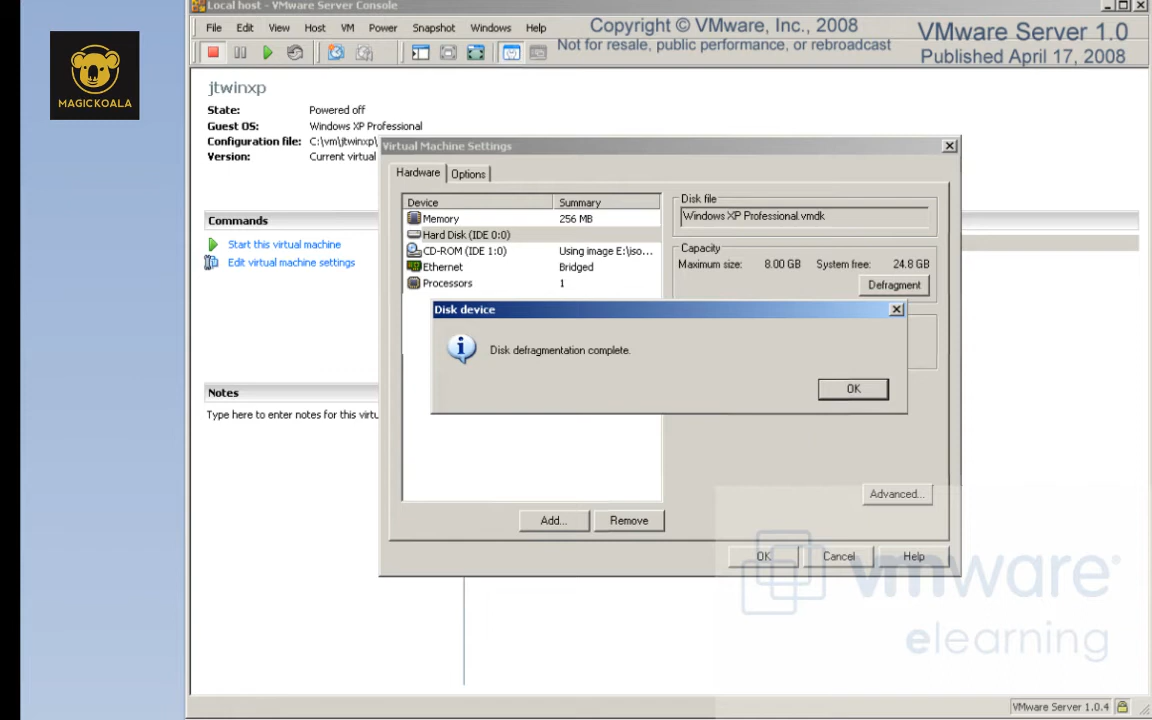 Local host - VMware Server Console
File Edit View Host VM Power Snapshot Windows Help
Copyright © VMware, Inc., 2008
Not for resale, public performance, or rebroadcast
VMware Server 1.0
Published April 17, 2008
MAGICKOALA
jtwinxp
State: Powered off
Guest OS: Windows XP Professional
Configuration file: C:\vm\jtwinxp\
Version: Current virtual
Commands
Start this virtual machine
Edit virtual machine settings
Notes
Type here to enter notes for this virtu
Virtual Machine Settings
Hardware Options
Device Summary
Memory 256 MB
Hard Disk (IDE 0:0)
CD-ROM (IDE 1:0) Using image E:\iso...
Ethernet Bridged
Processors 1
Disk file
Windows XP Professional.vmdk
Capacity
Maximum size: 8.00 GB System free: 24.8 GB
Defragment
Disk device
Disk defragmentation complete.
OK
Advanced...
Add... Remove
OK Cancel Help
vmware
elearning
VMware Server 1.0.4